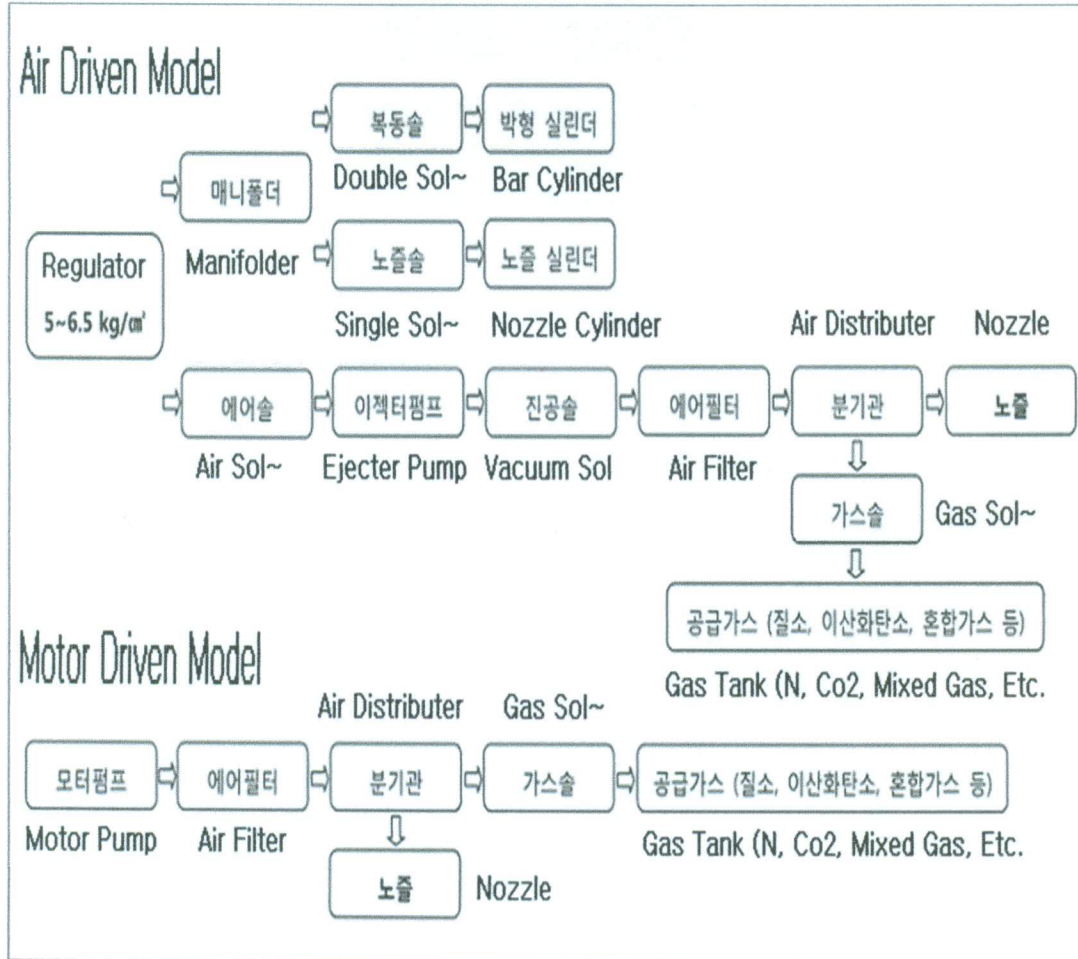 Air Driven Model
복동솔 박형 실린더
Double Sol~ Bar Cylinder
매니폴더
Manifolder
노즐솔 노즐 실린더
Single Sol~ Nozzle Cylinder
Regulator
5~6.5 kg/㎠
Air Distributer Nozzle
에어솔 이젝터펌프 진공솔 에어필터 분기관 노즐
Air Sol~ Ejecter Pump Vacuum Sol Air Filter
가스솔 Gas Sol~
공급가스 (질소, 이산화탄소, 혼합가스 등)
Gas Tank (N, Co2, Mixed Gas, Etc.
Motor Driven Model
Air Distributer Gas Sol~
모터펌프 에어필터 분기관 가스솔 공급가스 (질소, 이산화탄소, 혼합가스 등)
Motor Pump Air Filter Gas Tank (N, Co2, Mixed Gas, Etc.
노즐 Nozzle